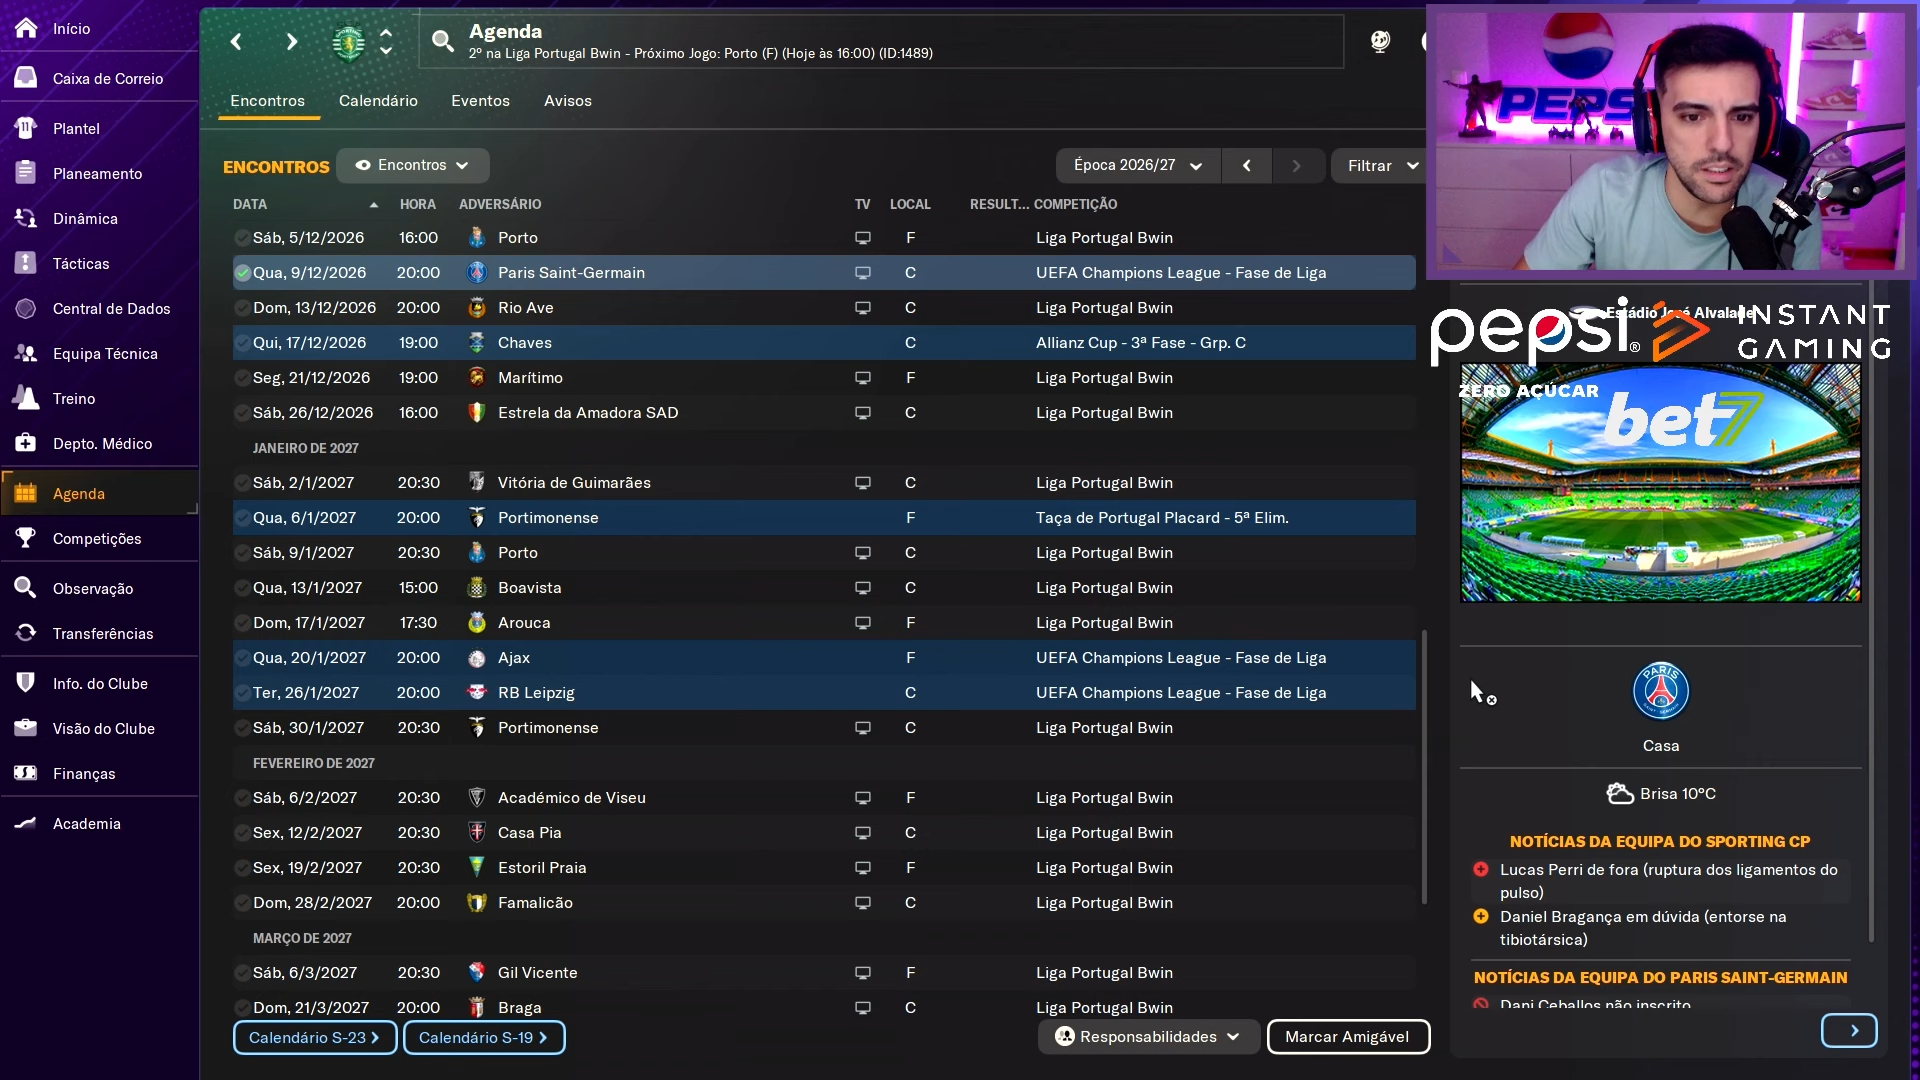 Início
Caixa de Correio
Plantel
Planeamento
Dinâmica
Tácticas
Central de Dados
Equipa Técnica
Treino
Depto. Médico
Agenda
Competições
Observação
Transferências
Info. do Clube
Visão do Clube
Finanças
Academia
Agenda
2º na Liga Portugal Bwin - Próximo Jogo: Porto (F) (Hoje às 16:00) (ID:1489)
Encontros Calendário Eventos Avisos
ENCONTROS Encontros Época 2026/27 Filtrar
DATA HORA ADVERSÁRIO TV LOCAL RESULT... COMPETIÇÃO
Sáb, 5/12/2026 16:00 Porto F Liga Portugal Bwin
Qua, 9/12/2026 20:00 Paris Saint-Germain C UEFA Champions League - Fase de Liga
Dom, 13/12/2026 20:00 Rio Ave C Liga Portugal Bwin
Qui, 17/12/2026 19:00 Chaves C Allianz Cup - 3ª Fase - Grp. C
Seg, 21/12/2026 19:00 Marítimo F Liga Portugal Bwin
Sáb, 26/12/2026 16:00 Estrela da Amadora SAD C Liga Portugal Bwin
JANEIRO DE 2027
Sáb, 2/1/2027 20:30 Vitória de Guimarães C Liga Portugal Bwin
Qua, 6/1/2027 20:00 Portimonense F Taça de Portugal Placard - 5ª Elim.
Sáb, 9/1/2027 20:30 Porto C Liga Portugal Bwin
Qua, 13/1/2027 15:00 Boavista C Liga Portugal Bwin
Dom, 17/1/2027 17:30 Arouca F Liga Portugal Bwin
Qua, 20/1/2027 20:00 Ajax F UEFA Champions League - Fase de Liga
Ter, 26/1/2027 20:00 RB Leipzig C UEFA Champions League - Fase de Liga
Sáb, 30/1/2027 20:30 Portimonense C Liga Portugal Bwin
FEVEREIRO DE 2027
Sáb, 6/2/2027 20:30 Académico de Viseu F Liga Portugal Bwin
Sex, 12/2/2027 20:30 Casa Pia C Liga Portugal Bwin
Sex, 19/2/2027 20:30 Estoril Praia F Liga Portugal Bwin
Dom, 28/2/2027 20:00 Famalicão C Liga Portugal Bwin
MARÇO DE 2027
Sáb, 6/3/2027 20:30 Gil Vicente F Liga Portugal Bwin
Dom, 21/3/2027 20:00 Braga C Liga Portugal Bwin
Calendário S-23 Calendário S-19 Responsabilidades Marcar Amigável
PEPS
Estádio José Alvalade
pepsi®
ZERO AÇÚCAR
INSTANT
GAMING
bet7
PARIS
Casa
Brisa 10°C
NOTÍCIAS DA EQUIPA DO SPORTING CP
Lucas Perri de fora (ruptura dos ligamentos do
pulso)
Daniel Bragança em dúvida (entorse na
tibiotársica)
NOTÍCIAS DA EQUIPA DO PARIS SAINT-GERMAIN
Dani Ceballos não inscrito